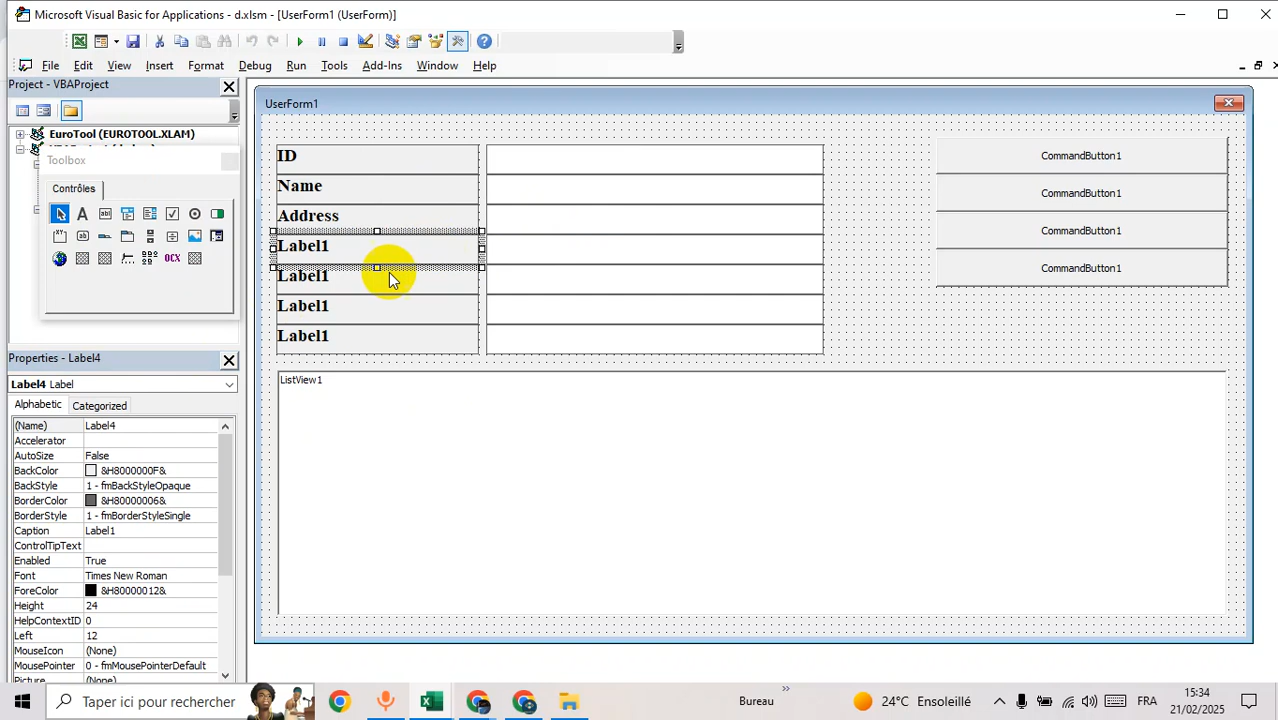 Microsoft Visual Basic for Applications - d.xlsm - [UserForm1 (UserForm)]
File Edit View Insert Format Debug Run Tools Add-Ins Window Help
Project - VBAProject
EuroTool (EUROTOOL.XLAM)
Toolbox
Contrôles
A
ab
OCX
Properties - Label4
Label4 Label
Alphabetic Categorized
(Name) Label4
Accelerator
AutoSize False
BackColor &H8000000F&
BackStyle 1 - fmBackStyleOpaque
BorderColor &H80000006&
BorderStyle 1 - fmBorderStyleSingle
Caption Label1
ControlTipText
Enabled True
Font Times New Roman
ForeColor &H80000012&
Height 24
HelpContextID 0
Left 12
MouseIcon (None)
MousePointer 0 - fmMousePointerDefault
Picture (None)
UserForm1
ID
Name
Address
Label1
Label1
Label1
Label1
CommandButton1
CommandButton1
CommandButton1
CommandButton1
ListView1
Taper ici pour rechercher
Bureau
»
24°C Ensoleillé
FRA
15:34
21/02/2025